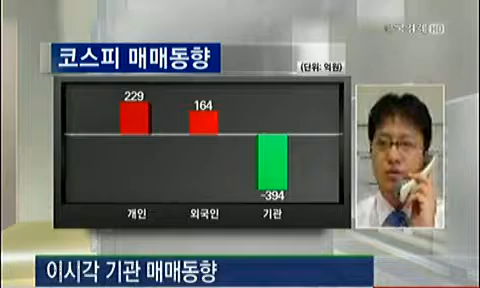 코스피 매매동향
(단위: 억원)
229
164
-394
개인
외국인
기관
이시각 기관 매매동향